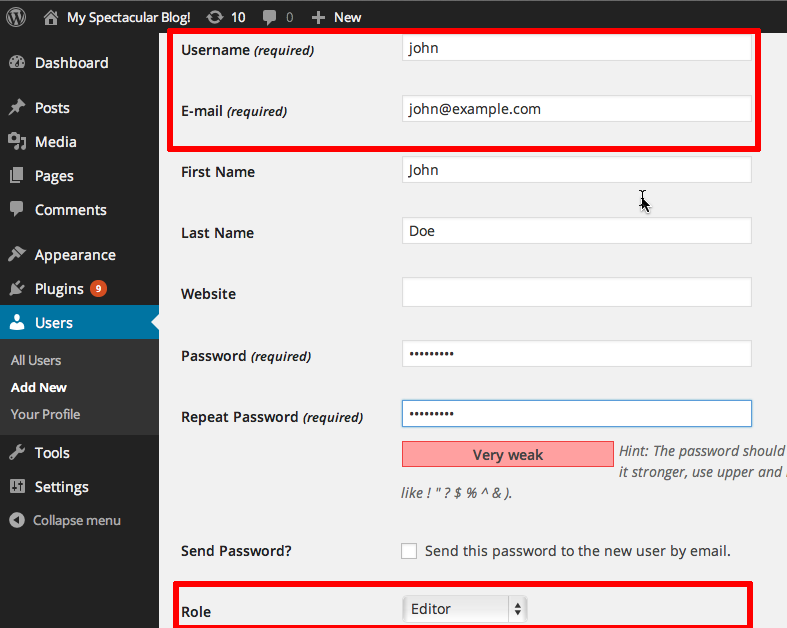 My Spectacular Blog! 10 0 New
Dashboard
Posts
Media
Pages
Comments
Appearance
Plugins 9
Users
All Users
Add New
Your Profile
Tools
Settings
Collapse menu
Username (required) john
E-mail (required) john@example.com
First Name John
Last Name Doe
Website
Password (required) •••••••••
Repeat Password (required) •••••••••
Very weak Hint: The password should
it stronger, use upper and
like ! " ? $ % ^ & ).
Send Password? Send this password to the new user by email.
Role Editor